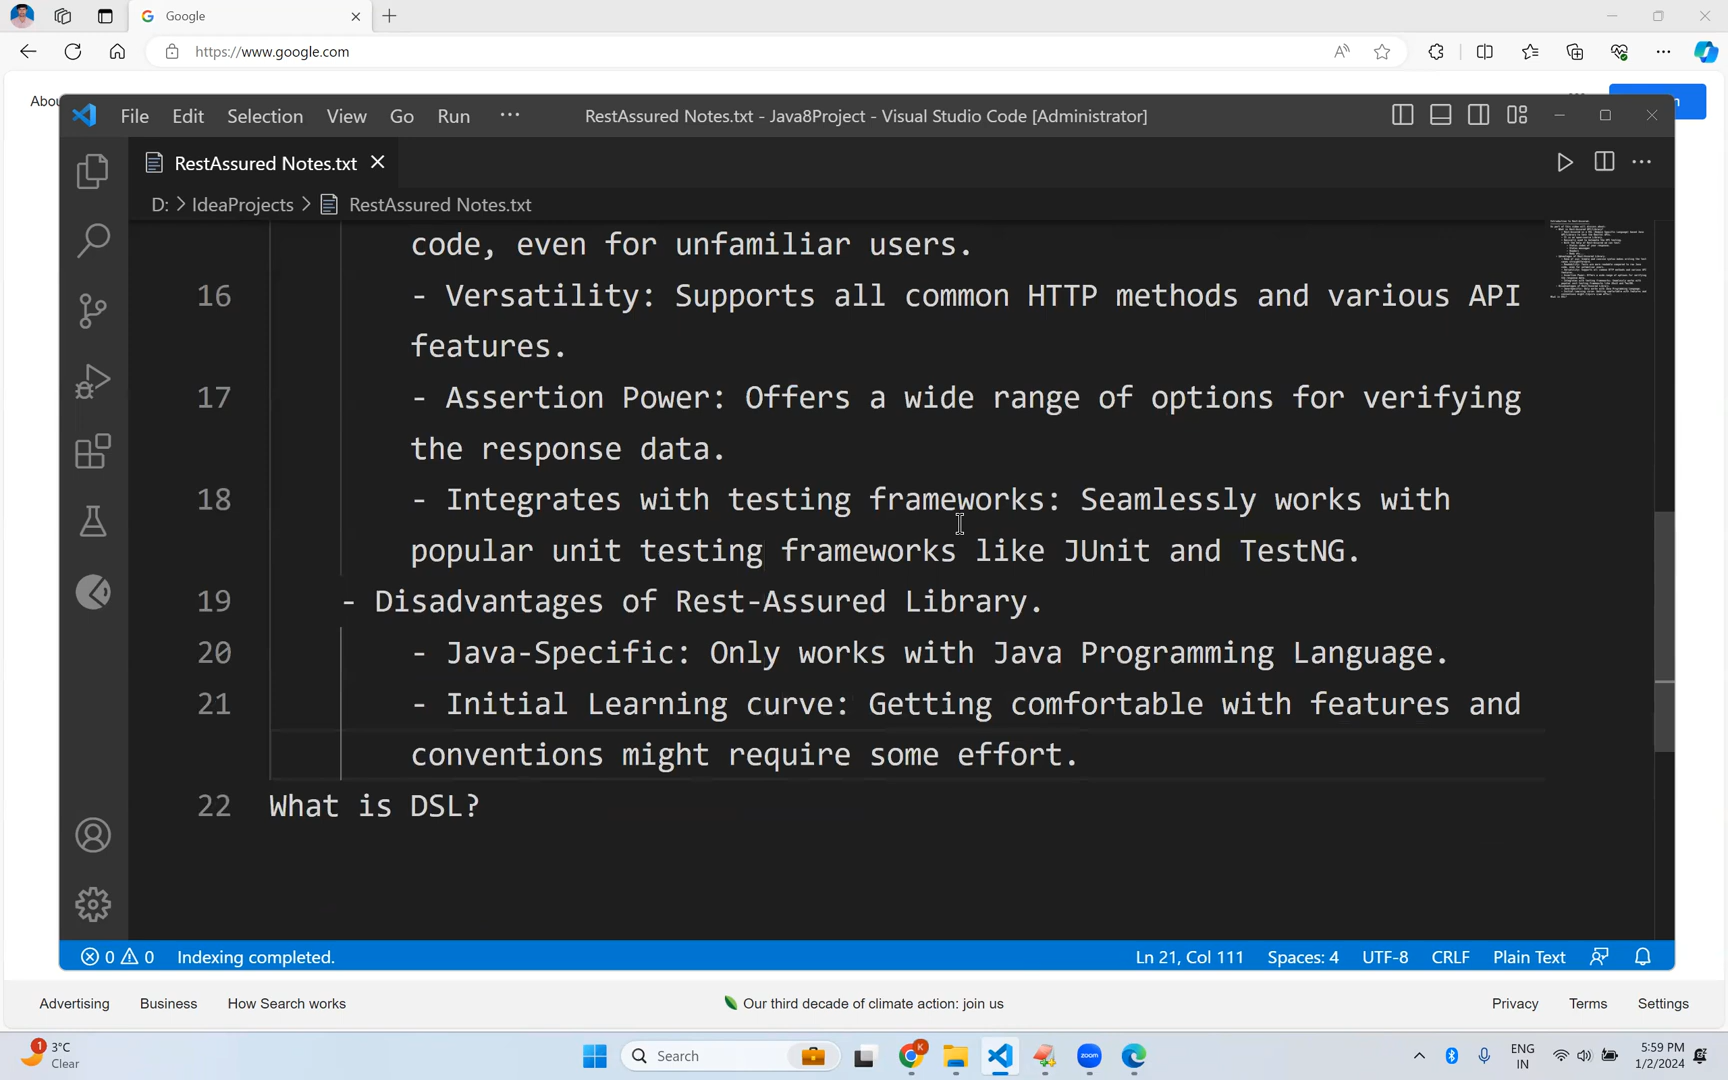 Google
https://www.google.com
Abou
File Edit Selection View Go Run ··· RestAssured Notes.txt - Java8Project - Visual Studio Code [Administrator]
RestAssured Notes.txt
D: > IdeaProjects > RestAssured Notes.txt
code, even for unfamiliar users.
16 - Versatility: Supports all common HTTP methods and various API
features.
17 - Assertion Power: Offers a wide range of options for verifying
the response data.
18 - Integrates with testing frameworks: Seamlessly works with
popular unit testing frameworks like JUnit and TestNG.
19 - Disadvantages of Rest-Assured Library.
20 - Java-Specific: Only works with Java Programming Language.
21 - Initial Learning curve: Getting comfortable with features and
conventions might require some effort.
22 What is DSL?
0 0 Indexing completed. Ln 21, Col 111 Spaces: 4 UTF-8 CRLF Plain Text
Advertising Business How Search works Our third decade of climate action: join us Privacy Terms Settings
1 3°C
Clear
Search
zoom
K
ENG
IN
5:59 PM
1/2/2024